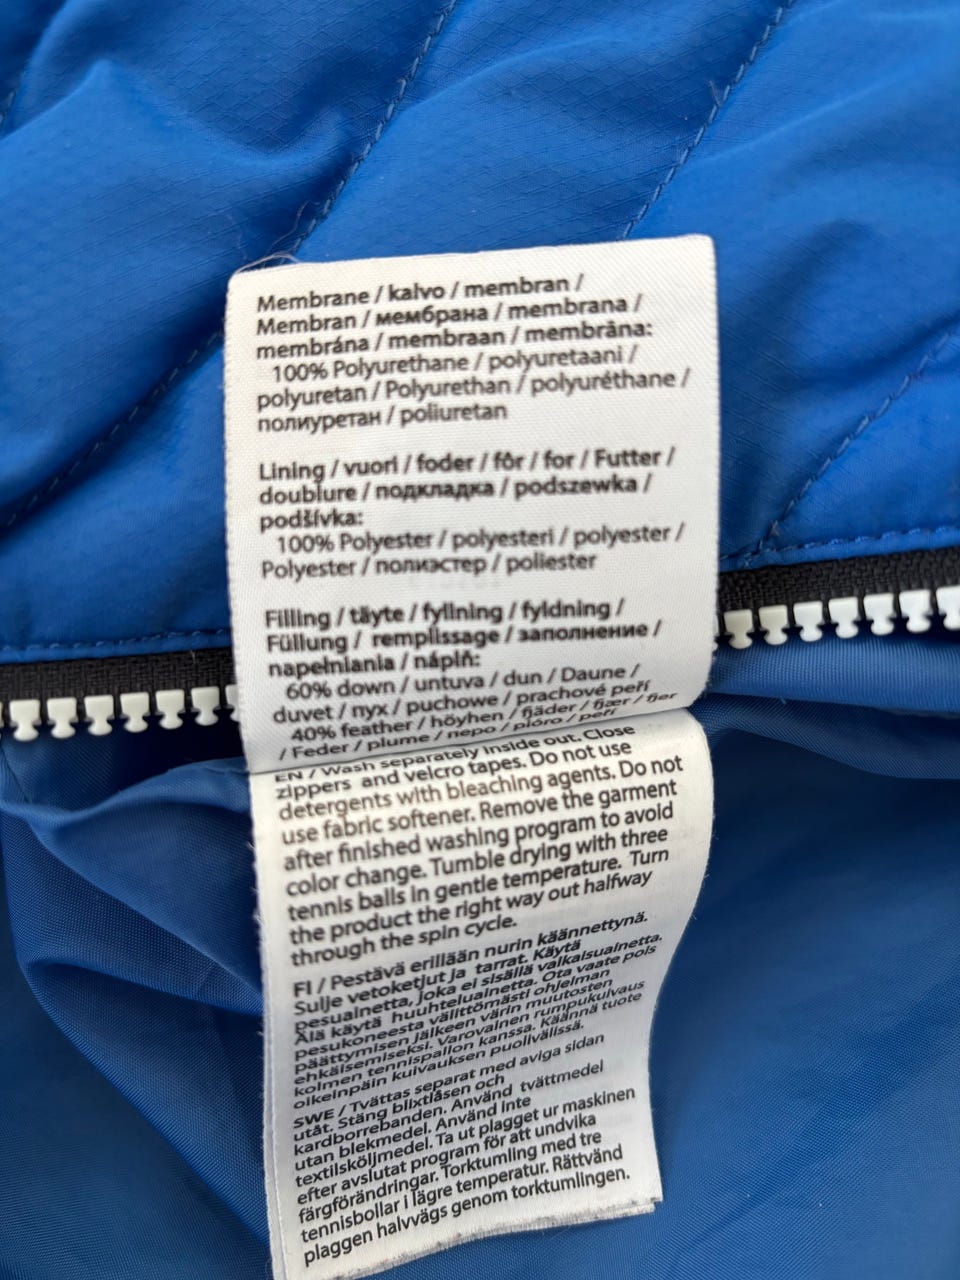 Membrane / kalvo / membran /
Membran / мембрана / membrana /
membrána / membraan / membrāna:
100% Polyurethane / polyuretaani /
polyuretan / Polyurethan / polyuréthane /
полиуретан / poliuretan
Lining / vuori / foder / fôr / for / Futter /
doublure / подкладка / podszewka /
podšívka:
100% Polyester / polyesteri / polyester /
Polyester / полиэстер / poliester
Filling / täyte / fyllning / fyldning /
Füllung / remplissage / заполнение /
napełniania / náplň:
60% down / untuva / dun / Daune /
duvet / пух / puchowe / prachové peří
40% feather / höyhen / fjäder / fjær / fjer
/ Feder / plume / перо / pióro / peří
EN / Wash separately inside out. Close
zippers and velcro tapes. Do not use
detergents with bleaching agents. Do not
use fabric softener. Remove the garment
after finished washing program to avoid
color change. Tumble drying with three
tennis balls in gentle temperature. Turn
the product the right way out halfway
through the spin cycle.
FI / Pestävä erillään nurin käännettynä.
Sulje vetoketjut ja tarrat. Käytä
pesuainetta, joka ei sisällä valkaisuainetta.
Älä käytä huuhteluainetta. Ota vaate pois
pesukoneesta välittömästi ohjelman
päättymisen jälkeen värin muutosten
ehkäisemiseksi. Varovainen rumpukuivaus
kolmen tennispallon kanssa. Käännä tuote
oikeinpäin kuivauksen puolivälissä.
SWE / Tvättas separat med aviga sidan
utåt. Stäng blixtlåsen och
kardborrebanden. Använd tvättmedel
utan blekmedel. Använd inte
textilsköljmedel. Ta ut plagget ur maskinen
efter avslutat program för att undvika
färgförändringar. Torktumling med tre
tennisbollar i lägre temperatur. Rättvänd
plaggen halvvägs genom torktumlingen.